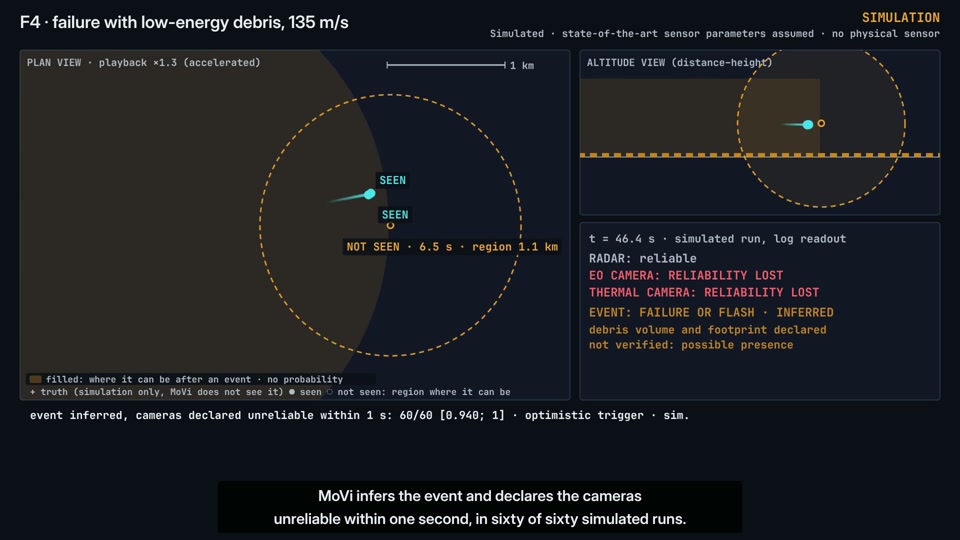 F4 · failure with low-energy debris, 135 m/s
SIMULATION
Simulated · state-of-the-art sensor parameters assumed · no physical sensor
PLAN VIEW · playback ×1.3 (accelerated)
1 km
SEEN
SEEN
NOT SEEN · 6.5 s · region 1.1 km
filled: where it can be after an event · no probability
+ truth (simulation only, MoVi does not see it) ● seen ◌ not seen: region where it can be
ALTITUDE VIEW (distance-height)
t = 46.4 s · simulated run, log readout
RADAR: reliable
EO CAMERA: RELIABILITY LOST
THERMAL CAMERA: RELIABILITY LOST
EVENT: FAILURE OR FLASH · INFERRED
debris volume and footprint declared
not verified: possible presence
event inferred, cameras declared unreliable within 1 s: 60/60 [0.940; 1] · optimistic trigger · sim.
MoVi infers the event and declares the cameras
unreliable within one second, in sixty of sixty simulated runs.